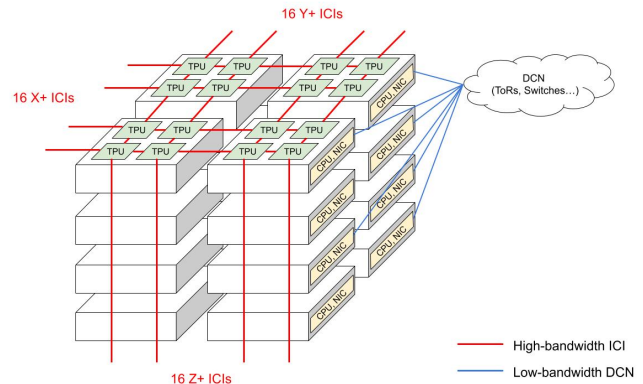 16 Y+ ICIs
TPU TPU TPU TPU
TPU TPU TPU TPU
CPU, NIC
DCN
(ToRs, Switches...)
16 X+ ICIs
TPU TPU TPU TPU
TPU TPU TPU TPU
CPU, NIC
CPU, NIC
CPU, NIC
CPU, NIC
CPU, NIC
CPU, NIC
CPU, NIC
High-bandwidth ICI
Low-bandwidth DCN
16 Z+ ICIs